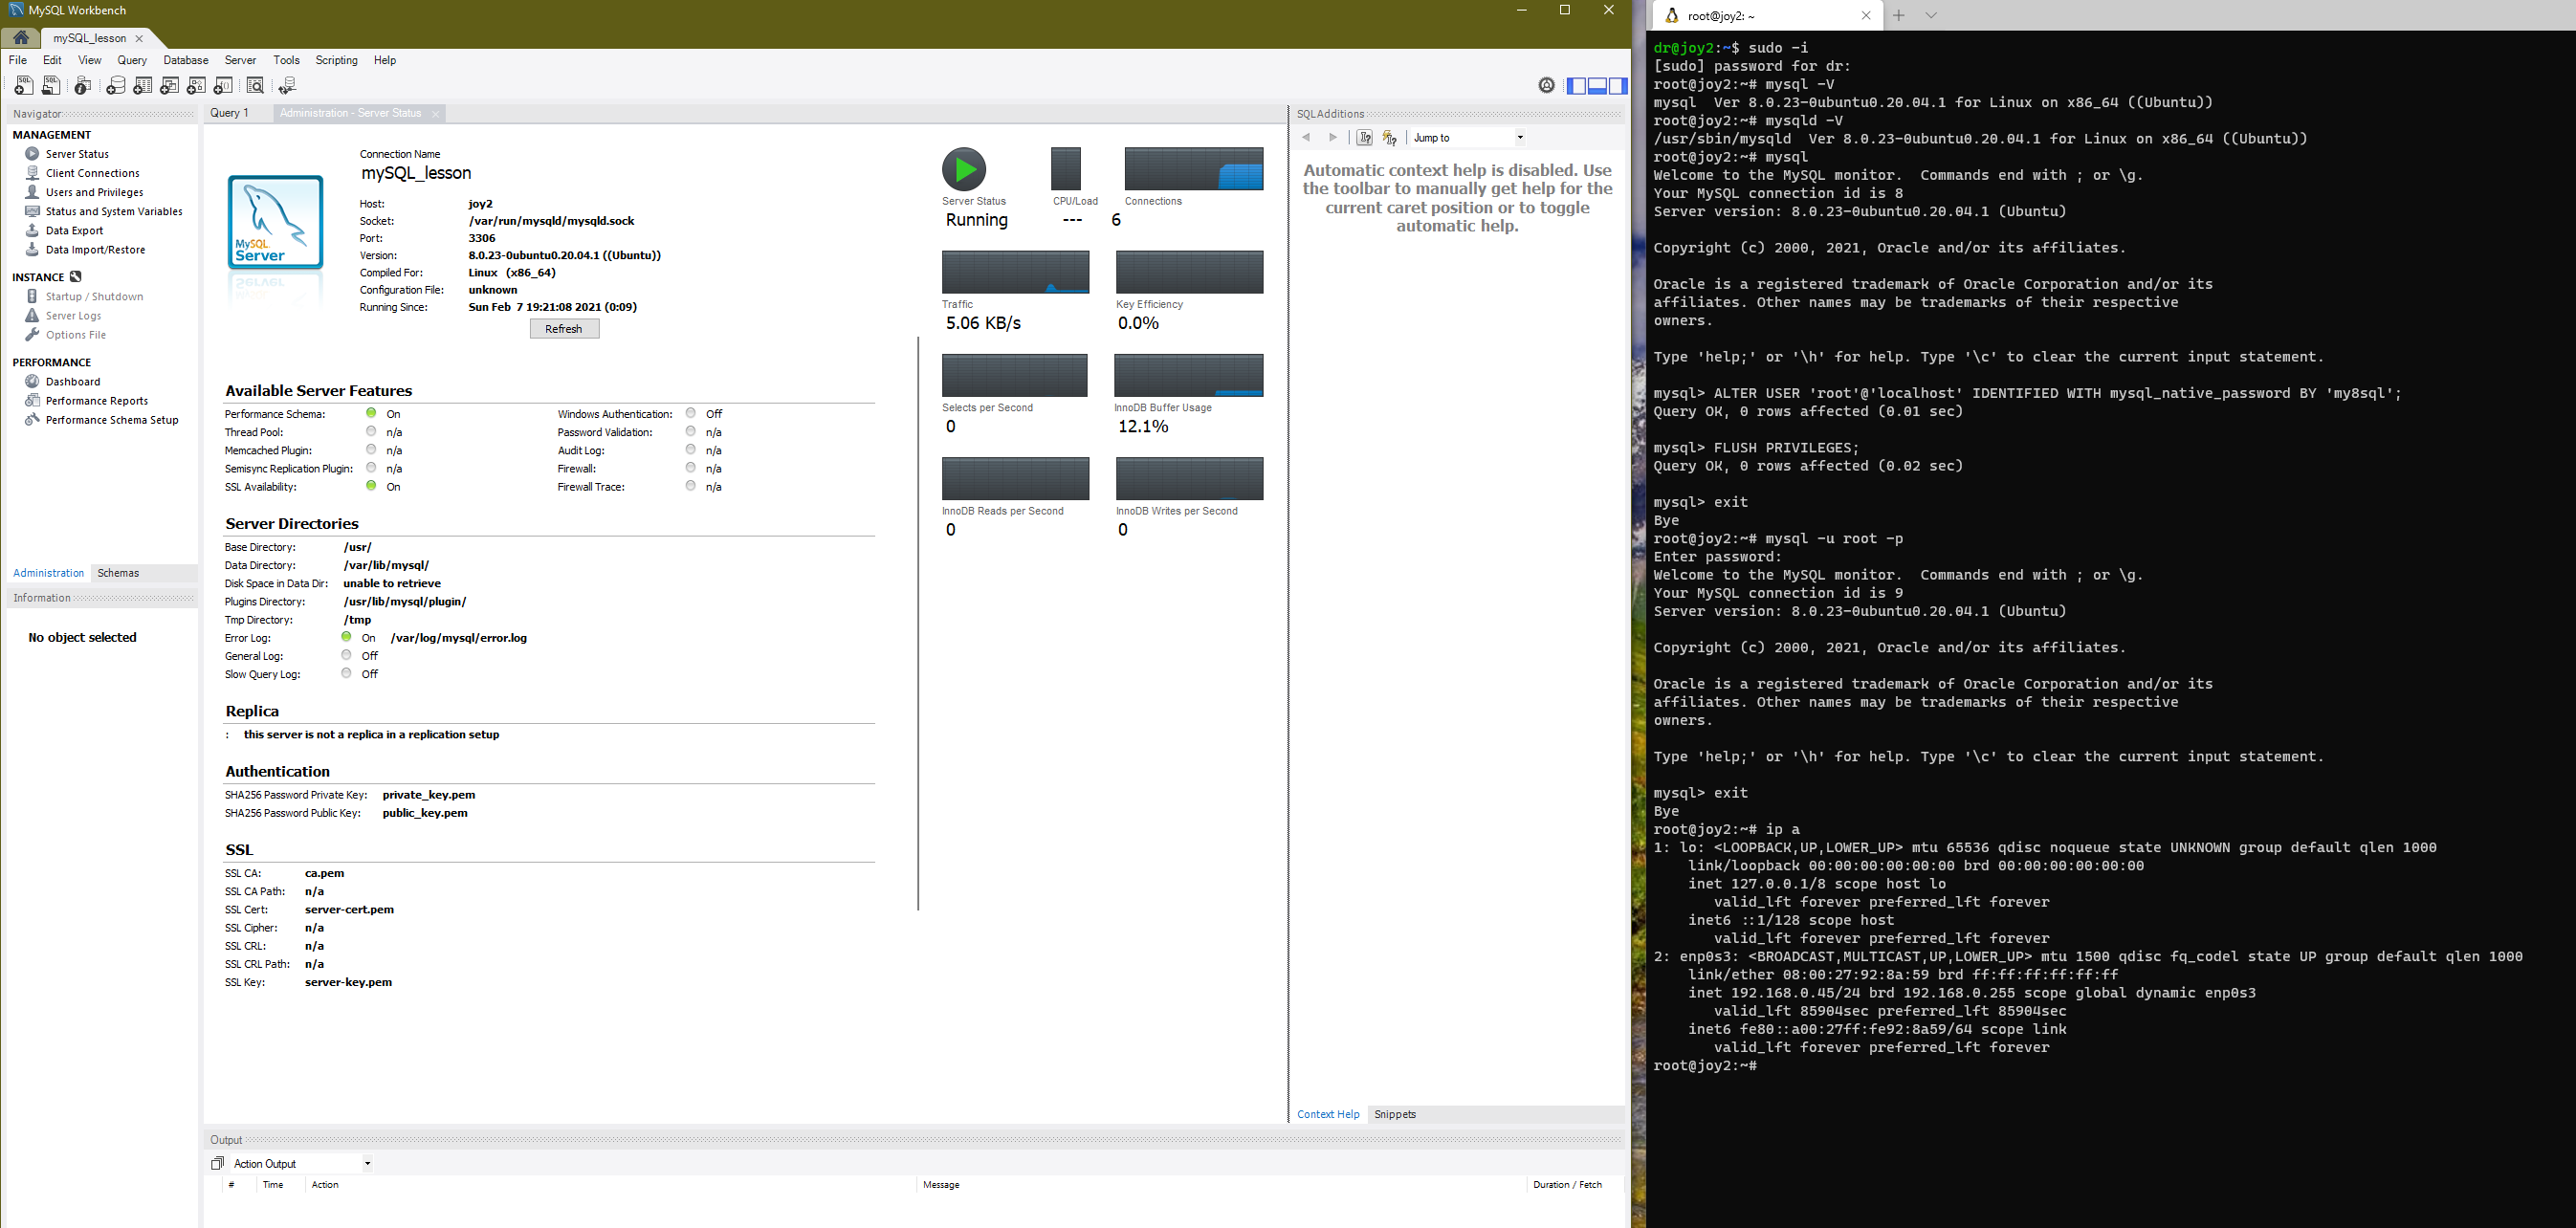 MySQL Workbench
mySQL_lesson
File Edit View Query Database Server Tools Scripting Help
Navigator
MANAGEMENT
Server Status
Client Connections
Users and Privileges
Status and System Variables
Data Export
Data Import/Restore
INSTANCE
Startup / Shutdown
Server Logs
Options File
PERFORMANCE
Dashboard
Performance Reports
Performance Schema Setup
Administration Schemas
Information
No object selected
Query 1 Administration - Server Status
Connection Name
mySQL_lesson
MySQL Server
Host: joy2
Socket: /var/run/mysqld/mysqld.sock
Port: 3306
Version: 8.0.23-0ubuntu0.20.04.1 ((Ubuntu))
Compiled For: Linux (x86_64)
Configuration File: unknown
Running Since: Sun Feb 7 19:21:08 2021 (0:09)
Refresh
Available Server Features
Performance Schema: On Windows Authentication: Off
Thread Pool: n/a Password Validation: n/a
Memcached Plugin: n/a Audit Log: n/a
Semisync Replication Plugin: n/a Firewall: n/a
SSL Availability: On Firewall Trace: n/a
Server Directories
Base Directory: /usr/
Data Directory: /var/lib/mysql/
Disk Space in Data Dir: unable to retrieve
Plugins Directory: /usr/lib/mysql/plugin/
Tmp Directory: /tmp
Error Log: On /var/log/mysql/error.log
General Log: Off
Slow Query Log: Off
Replica
: this server is not a replica in a replication setup
Authentication
SHA256 Password Private Key: private_key.pem
SHA256 Password Public Key: public_key.pem
SSL
SSL CA: ca.pem
SSL CA Path: n/a
SSL Cert: server-cert.pem
SSL Cipher: n/a
SSL CRL: n/a
SSL CRL Path: n/a
SSL Key: server-key.pem
Server Status CPU/Load Connections
Running --- 6
Traffic Key Efficiency
5.06 KB/s 0.0%
Selects per Second InnoDB Buffer Usage
0 12.1%
InnoDB Reads per Second InnoDB Writes per Second
0 0
SQLAdditions
Jump to
Automatic context help is disabled. Use
the toolbar to manually get help for the
current caret position or to toggle
automatic help.
Context Help Snippets
Output
Action Output
# Time Action Message Duration / Fetch
root@joy2: ~
dr@joy2:~$ sudo -i
[sudo] password for dr:
root@joy2:~# mysql -V
mysql  Ver 8.0.23-0ubuntu0.20.04.1 for Linux on x86_64 ((Ubuntu))
root@joy2:~# mysqld -V
/usr/sbin/mysqld  Ver 8.0.23-0ubuntu0.20.04.1 for Linux on x86_64 ((Ubuntu))
root@joy2:~# mysql
Welcome to the MySQL monitor.  Commands end with ; or \g.
Your MySQL connection id is 8
Server version: 8.0.23-0ubuntu0.20.04.1 (Ubuntu)
Copyright (c) 2000, 2021, Oracle and/or its affiliates.
Oracle is a registered trademark of Oracle Corporation and/or its
affiliates. Other names may be trademarks of their respective
owners.
Type 'help;' or '\h' for help. Type '\c' to clear the current input statement.
mysql> ALTER USER 'root'@'localhost' IDENTIFIED WITH mysql_native_password BY 'my8sql';
Query OK, 0 rows affected (0.01 sec)
mysql> FLUSH PRIVILEGES;
Query OK, 0 rows affected (0.02 sec)
mysql> exit
Bye
root@joy2:~# mysql -u root -p
Enter password:
Welcome to the MySQL monitor.  Commands end with ; or \g.
Your MySQL connection id is 9
Server version: 8.0.23-0ubuntu0.20.04.1 (Ubuntu)
Copyright (c) 2000, 2021, Oracle and/or its affiliates.
Oracle is a registered trademark of Oracle Corporation and/or its
affiliates. Other names may be trademarks of their respective
owners.
Type 'help;' or '\h' for help. Type '\c' to clear the current input statement.
mysql> exit
Bye
root@joy2:~# ip a
1: lo: <LOOPBACK,UP,LOWER_UP> mtu 65536 qdisc noqueue state UNKNOWN group default qlen 1000
link/loopback 00:00:00:00:00:00 brd 00:00:00:00:00:00
inet 127.0.0.1/8 scope host lo
valid_lft forever preferred_lft forever
inet6 ::1/128 scope host
valid_lft forever preferred_lft forever
2: enp0s3: <BROADCAST,MULTICAST,UP,LOWER_UP> mtu 1500 qdisc fq_codel state UP group default qlen 1000
link/ether 08:00:27:92:8a:59 brd ff:ff:ff:ff:ff:ff
inet 192.168.0.45/24 brd 192.168.0.255 scope global dynamic enp0s3
valid_lft 85904sec preferred_lft 85904sec
inet6 fe80::a00:27ff:fe92:8a59/64 scope link
valid_lft forever preferred_lft forever
root@joy2:~#